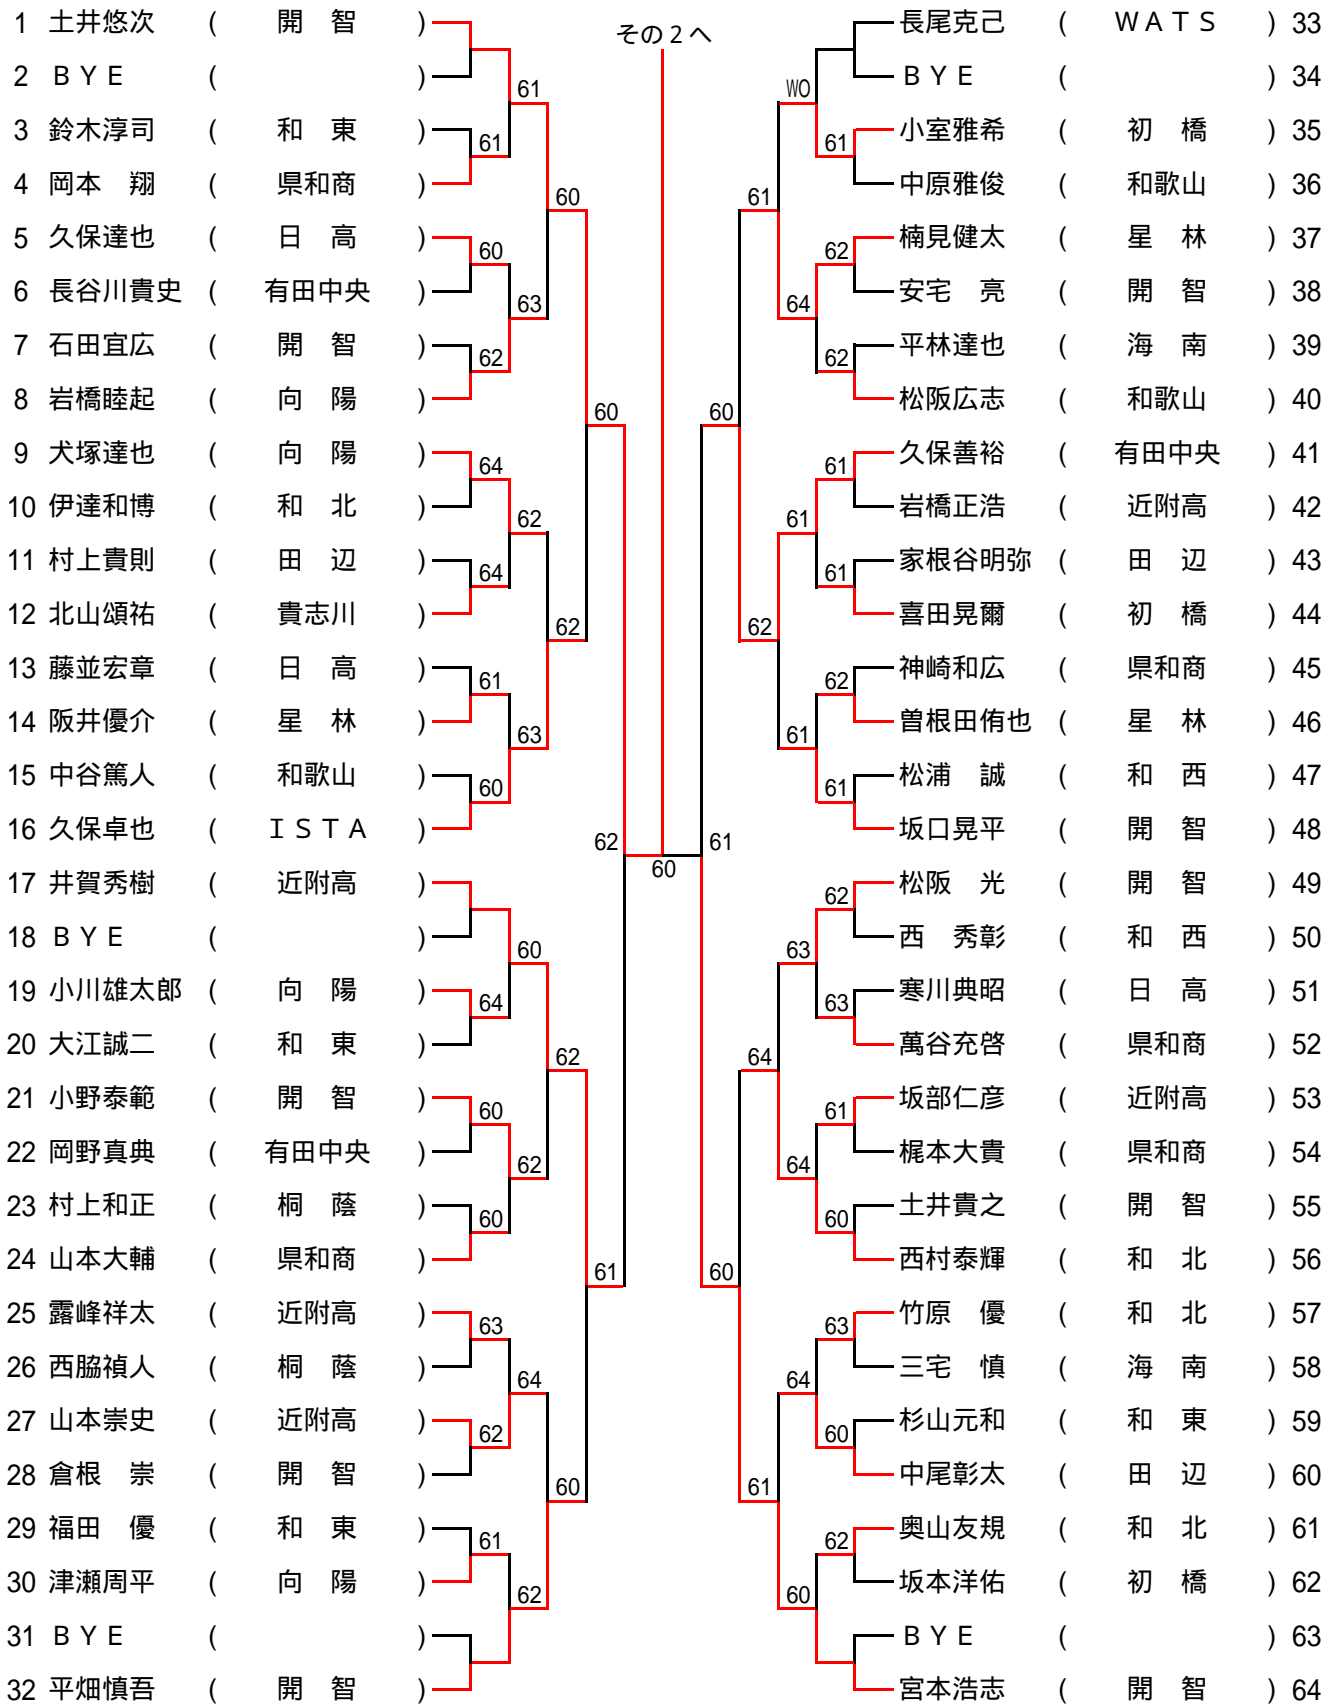 その２へ
1 土井悠次 ( 開 智 )
2 ＢＹＥ ( )
3 鈴木淳司 ( 和 東 )
4 岡本 翔 ( 県和商 )
5 久保達也 ( 日 高 )
6 長谷川貴史 ( 有田中央 )
7 石田宜広 ( 開 智 )
8 岩橋睦起 ( 向 陽 )
9 犬塚達也 ( 向 陽 )
10 伊達和博 ( 和 北 )
11 村上貴則 ( 田 辺 )
12 北山頌祐 ( 貴志川 )
13 藤並宏章 ( 日 高 )
14 阪井優介 ( 星 林 )
15 中谷篤人 ( 和歌山 )
16 久保卓也 ( ＩＳＴＡ )
17 井賀秀樹 ( 近附高 )
18 ＢＹＥ ( )
19 小川雄太郎 ( 向 陽 )
20 大江誠二 ( 和 東 )
21 小野泰範 ( 開 智 )
22 岡野真典 ( 有田中央 )
23 村上和正 ( 桐 蔭 )
24 山本大輔 ( 県和商 )
25 露峰祥太 ( 近附高 )
26 西脇禎人 ( 桐 蔭 )
27 山本崇史 ( 近附高 )
28 倉根 崇 ( 開 智 )
29 福田 優 ( 和 東 )
30 津瀬周平 ( 向 陽 )
31 ＢＹＥ ( )
32 平畑慎吾 ( 開 智 )
61
60
62
64
64
61
60
64
60
60
63
62
61
61
63
62
63
60
62
64
62
60
62
62
60
60
61
62
60
61
長尾克己 ( ＷＡＴＳ ) 33
ＢＹＥ ( ) 34
小室雅希 ( 初 橋 ) 35
中原雅俊 ( 和歌山 ) 36
楠見健太 ( 星 林 ) 37
安宅 亮 ( 開 智 ) 38
平林達也 ( 海 南 ) 39
松阪広志 ( 和歌山 ) 40
久保善裕 ( 有田中央 ) 41
岩橋正浩 ( 近附高 ) 42
家根谷明弥 ( 田 辺 ) 43
喜田晃爾 ( 初 橋 ) 44
神崎和広 ( 県和商 ) 45
曽根田侑也 ( 星 林 ) 46
松浦 誠 ( 和 西 ) 47
坂口晃平 ( 開 智 ) 48
松阪 光 ( 開 智 ) 49
西 秀彰 ( 和 西 ) 50
寒川典昭 ( 日 高 ) 51
萬谷充啓 ( 県和商 ) 52
坂部仁彦 ( 近附高 ) 53
梶本大貴 ( 県和商 ) 54
土井貴之 ( 開 智 ) 55
西村泰輝 ( 和 北 ) 56
竹原 優 ( 和 北 ) 57
三宅 慎 ( 海 南 ) 58
杉山元和 ( 和 東 ) 59
中尾彰太 ( 田 辺 ) 60
奥山友規 ( 和 北 ) 61
坂本洋佑 ( 初 橋 ) 62
ＢＹＥ ( ) 63
宮本浩志 ( 開 智 ) 64
61
62
62
61
61
62
61
62
63
61
60
63
60
62
WO
64
61
61
63
64
64
60
61
62
64
61
60
60